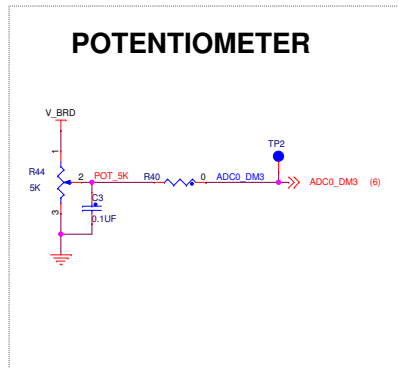 POTENTIOMETER
V_BRD
TP2
1
R44
5K
2
POT_5K
R40
0
ADC0_DM3
ADC0_DM3 (6)
C3
0.1UF
3